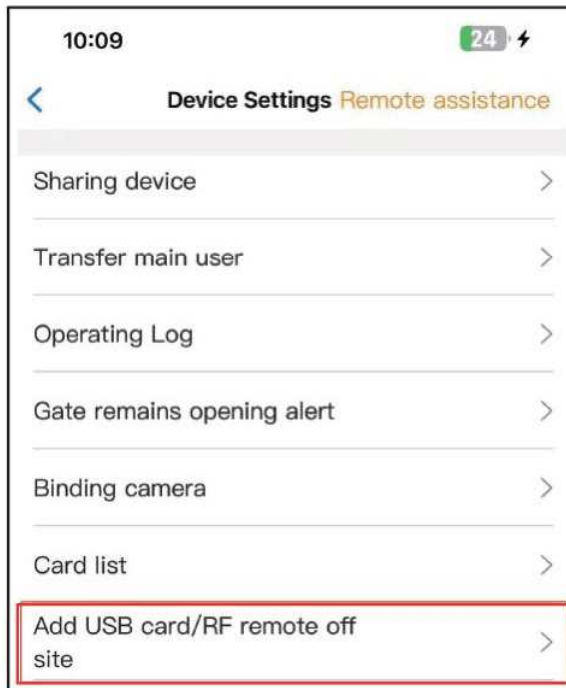 10:09 24
Device Settings Remote assistance
Sharing device
Transfer main user
Operating Log
Gate remains opening alert
Binding camera
Card list
Add USB card/RF remote off
site